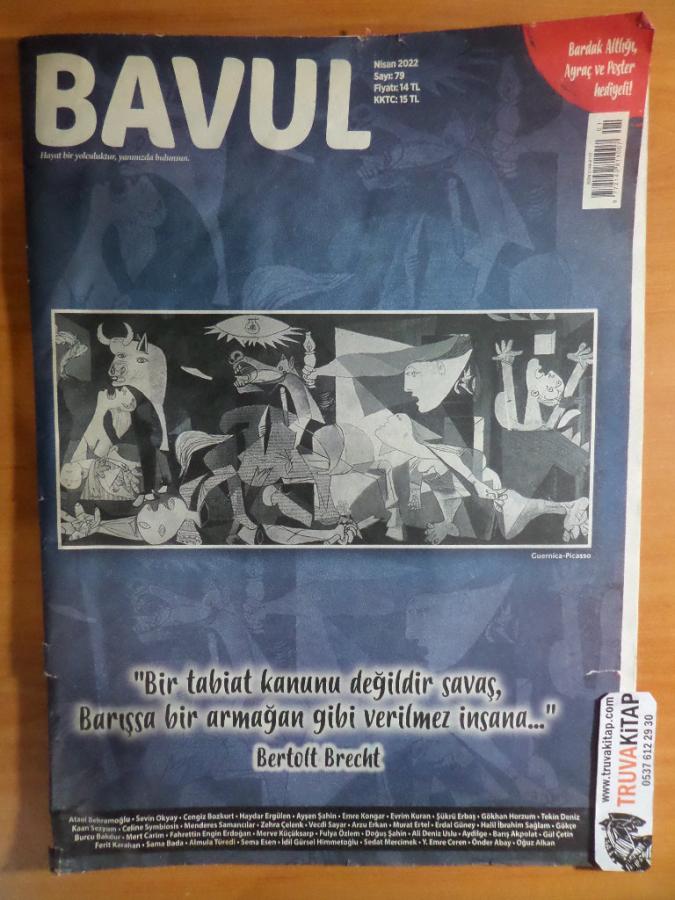 BAVUL
Hayat bir yolculuktur, yanınızda bulunsun.
Nisan 2022
Sayı: 79
Fiyatı: 14 TL
KKTC: 15 TL
Bardak Altlığı,
Ayraç ve Poster
hediyeli!
Guernica-Picasso
"Bir tabiat kanunu değildir savaş,
Barışsa bir armağan gibi verilmez insana..."
Bertolt Brecht
Ataol Behramoğlu • Sevin Okyay • Cengiz Bozkurt • Haydar Ergülen • Ayşen Şahin • Emre Kongar • Evrim Kuran • Şükrü Erbaş • Gökhan Horzum • Tekin Deniz
Kaan Sezyum • Celine Symbiosis • Menderes Samancılar • Zehra Çelenk • Vecdi Sayar • Arzu Erkan • Murat Ertel • Erdal Güney • Halil İbrahim Sağlam • Gökçe
Burcu Bakdur • Mert Carim • Fahrettin Engin Erdoğan • Merve Küçüksarp • Fulya Özlem • Doğuş Şahin • Ali Deniz Uslu • Aydilge • Barış Akpolat • Gül Çetin
Ferit Karahan • Sama Bada • Almula Türedi • Sema Esen • İdil Gürsel Himmetoğlu • Sedat Mercimek • Y. Emre Ceren • Önder Abay • Oğuz Alkan
www.truvakitap.com
TRUVAKİTAP
0537 612 29 30